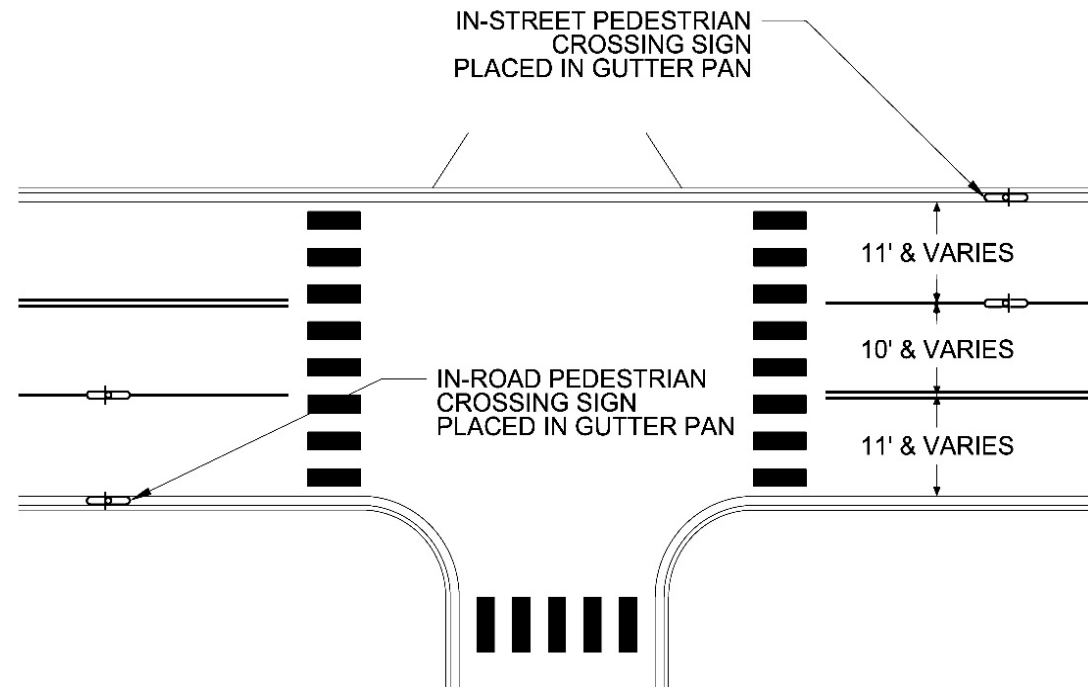 IN-STREET PEDESTRIAN
CROSSING SIGN
PLACED IN GUTTER PAN
11' & VARIES
10' & VARIES
IN-ROAD PEDESTRIAN
CROSSING SIGN
PLACED IN GUTTER PAN
11' & VARIES